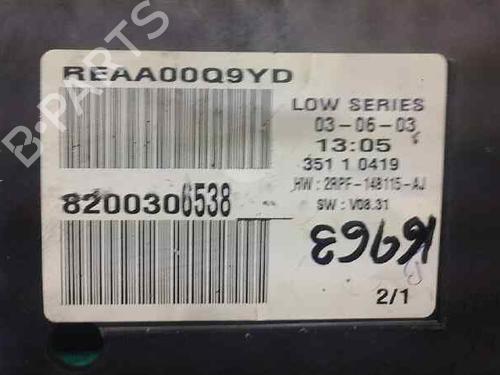 B-PARTS
REAA00Q9YD
LOW SERIES
03-06-03
13:05
351 1 0419
HW : 2RPF-148115-AJ
SW : V08.31
8200306538
K963
2/1